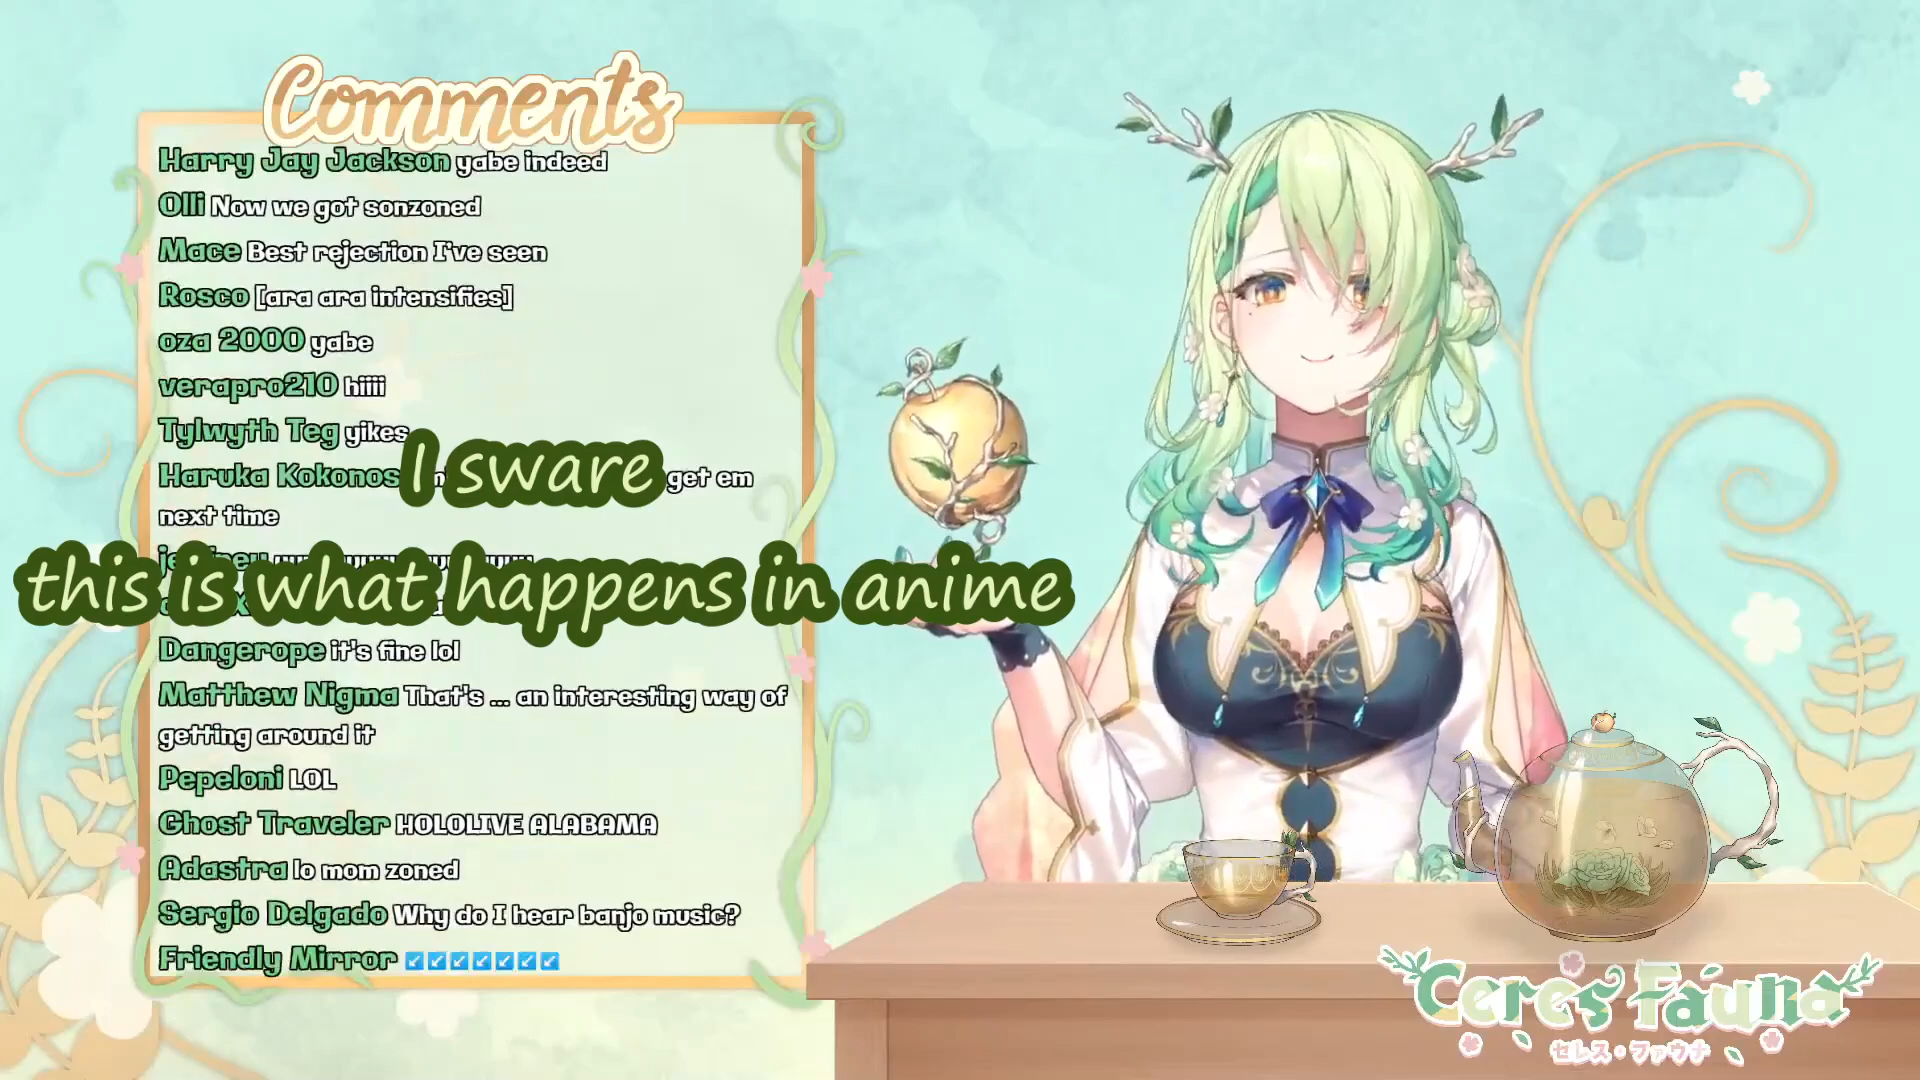 Comments
Harry Jay Jackson yabe indeed
Olli Now we got sonzoned
Mace Best rejection I've seen
Rosco [ara ara intensifies]
oza 2000 yabe
verapro210 hiiii
Tylwyth Teg yikes
Haruka Kokonos get em
next time
I sware
this is what happens in anime
Dangerope it's fine lol
Matthew Nigma That's ... an interesting way of
getting around it
Pepeloni LOL
Ghost Traveler HOLOLIVE ALABAMA
Adastra lo mom zoned
Sergio Delgado Why do I hear banjo music?
Friendly Mirror ↙↙↙↙↙↙↙
Ceres Fauna
セレス・ファウナ